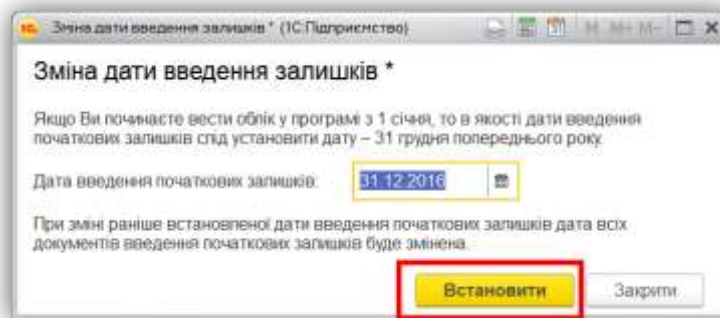 Зміна дати введення залишків * (1С:Підприємство)
M M+ M-
Зміна дати введення залишків *
Якщо Ви починаєте вести облік у програмі з 1 січня, то в якості дати введення
початкових залишків слід установити дату – 31 грудня попереднього року.
Дата введення початкових залишків: 31.12.2016
При зміні раніше встановленої дати введення початкових залишків дата всіх
документів введення початкових залишків буде змінена.
Встановити Закрити